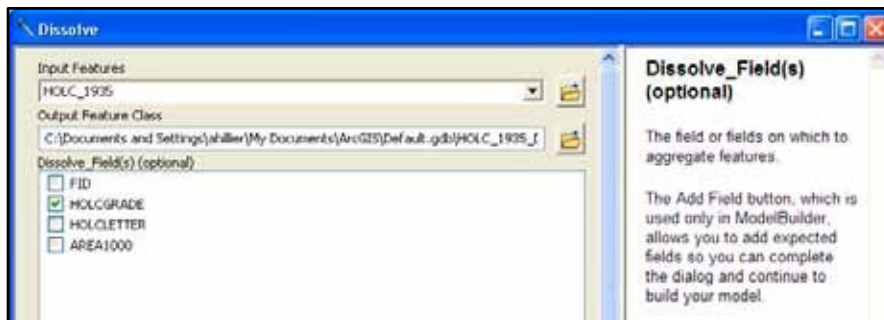 Dissolve
Input Features
HOLC_1935
Output Feature Class
C:\Documents and Settings\ahillier\My Documents\ArcGIS\Default.gdb\HOLC_1935_
Dissolve_Field(s) (optional)
FID
HOLCGRADE
HOLCLETTER
AREA1000
Dissolve_Field(s)
(optional)
The field or fields on which to
aggregate features.
The Add Field button, which is
used only in ModelBuilder,
allows you to add expected
fields so you can complete
the dialog and continue to
build your model.